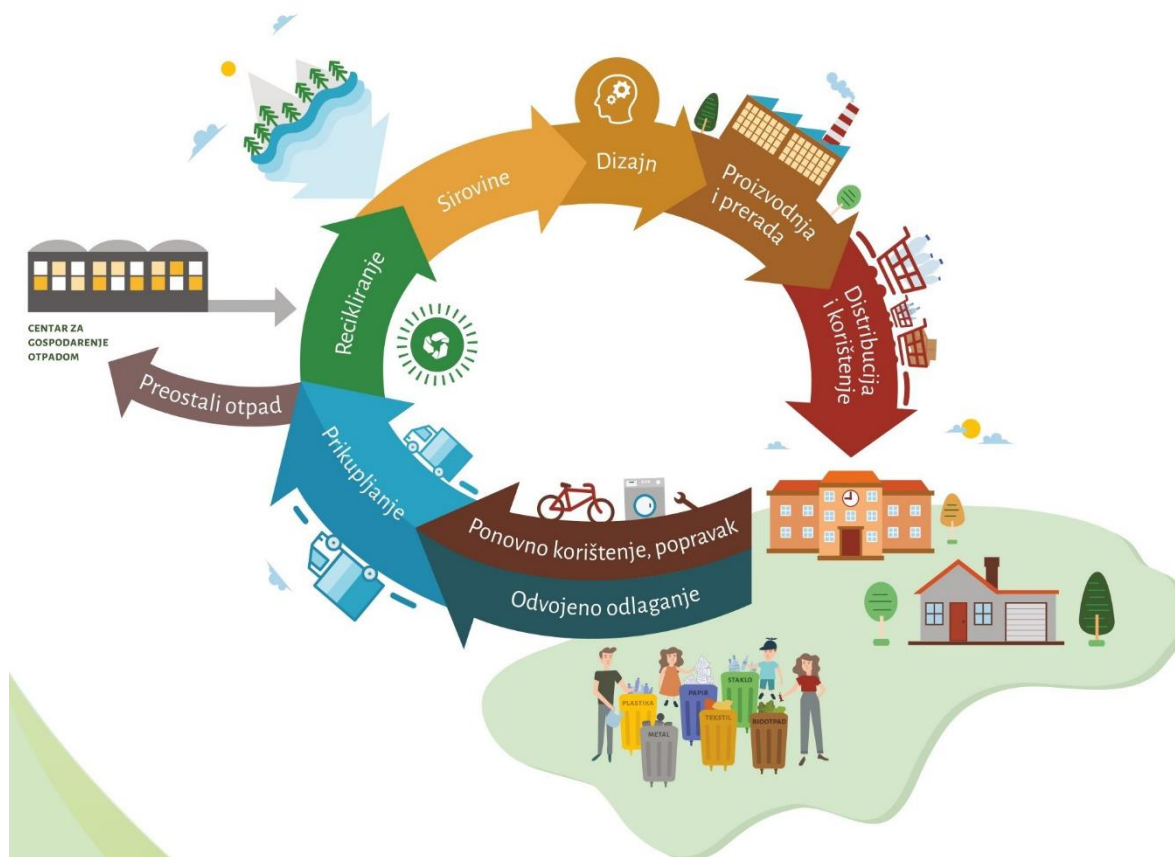 Sirovine
Dizajn
Proizvodnja
i prerada
Distribucija
i korištenje
Recikliranje
CENTAR ZA
GOSPODARENJE
OTPADOM
Preostali otpad
Prikupljanje
Ponovno korištenje, popravak
Odvojeno odlaganje
PLASTIKA
PAPIR
STAKLO
METAL
TEKSTIL
BIOOTPAD